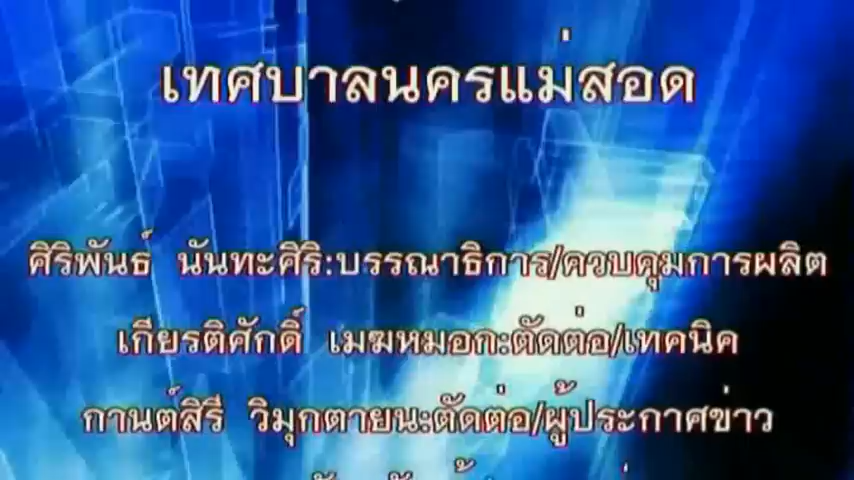 เทศบาลนครแม่สอด
ศิริพันธ์ นันทะศิริ:บรรณาธิการ/ควบคุมการผลิต
เกียรติศักดิ์ เมฆหมอก:ตัดต่อ/เทคนิค
กานต์สิรี วิมุกตายน:ตัดต่อ/ผู้ประกาศข่าว